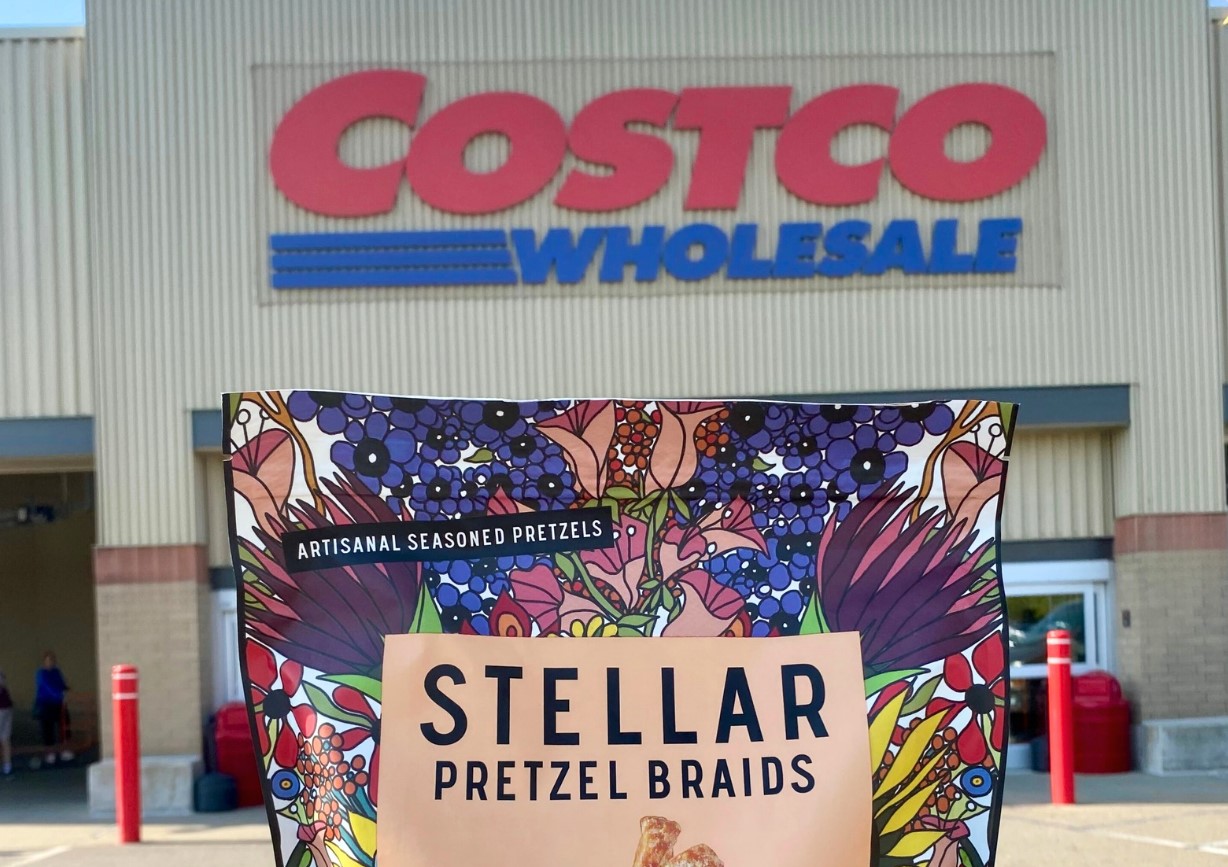 COSTCO
WHOLESALE
ARTISANAL SEASONED PRETZELS
STELLAR
PRETZEL BRAIDS